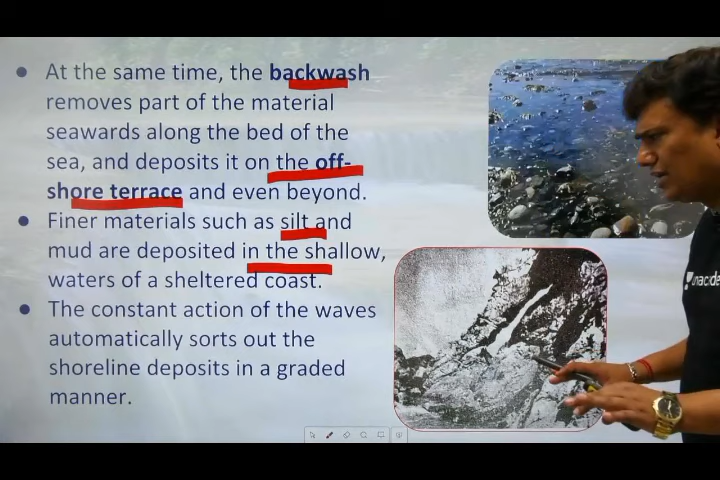 At the same time, the backwash
removes part of the material
seawards along the bed of the
sea, and deposits it on the off-
shore terrace and even beyond.
Finer materials such as silt and
mud are deposited in the shallow,
waters of a sheltered coast.
The constant action of the waves
automatically sorts out the
shoreline deposits in a graded
manner.